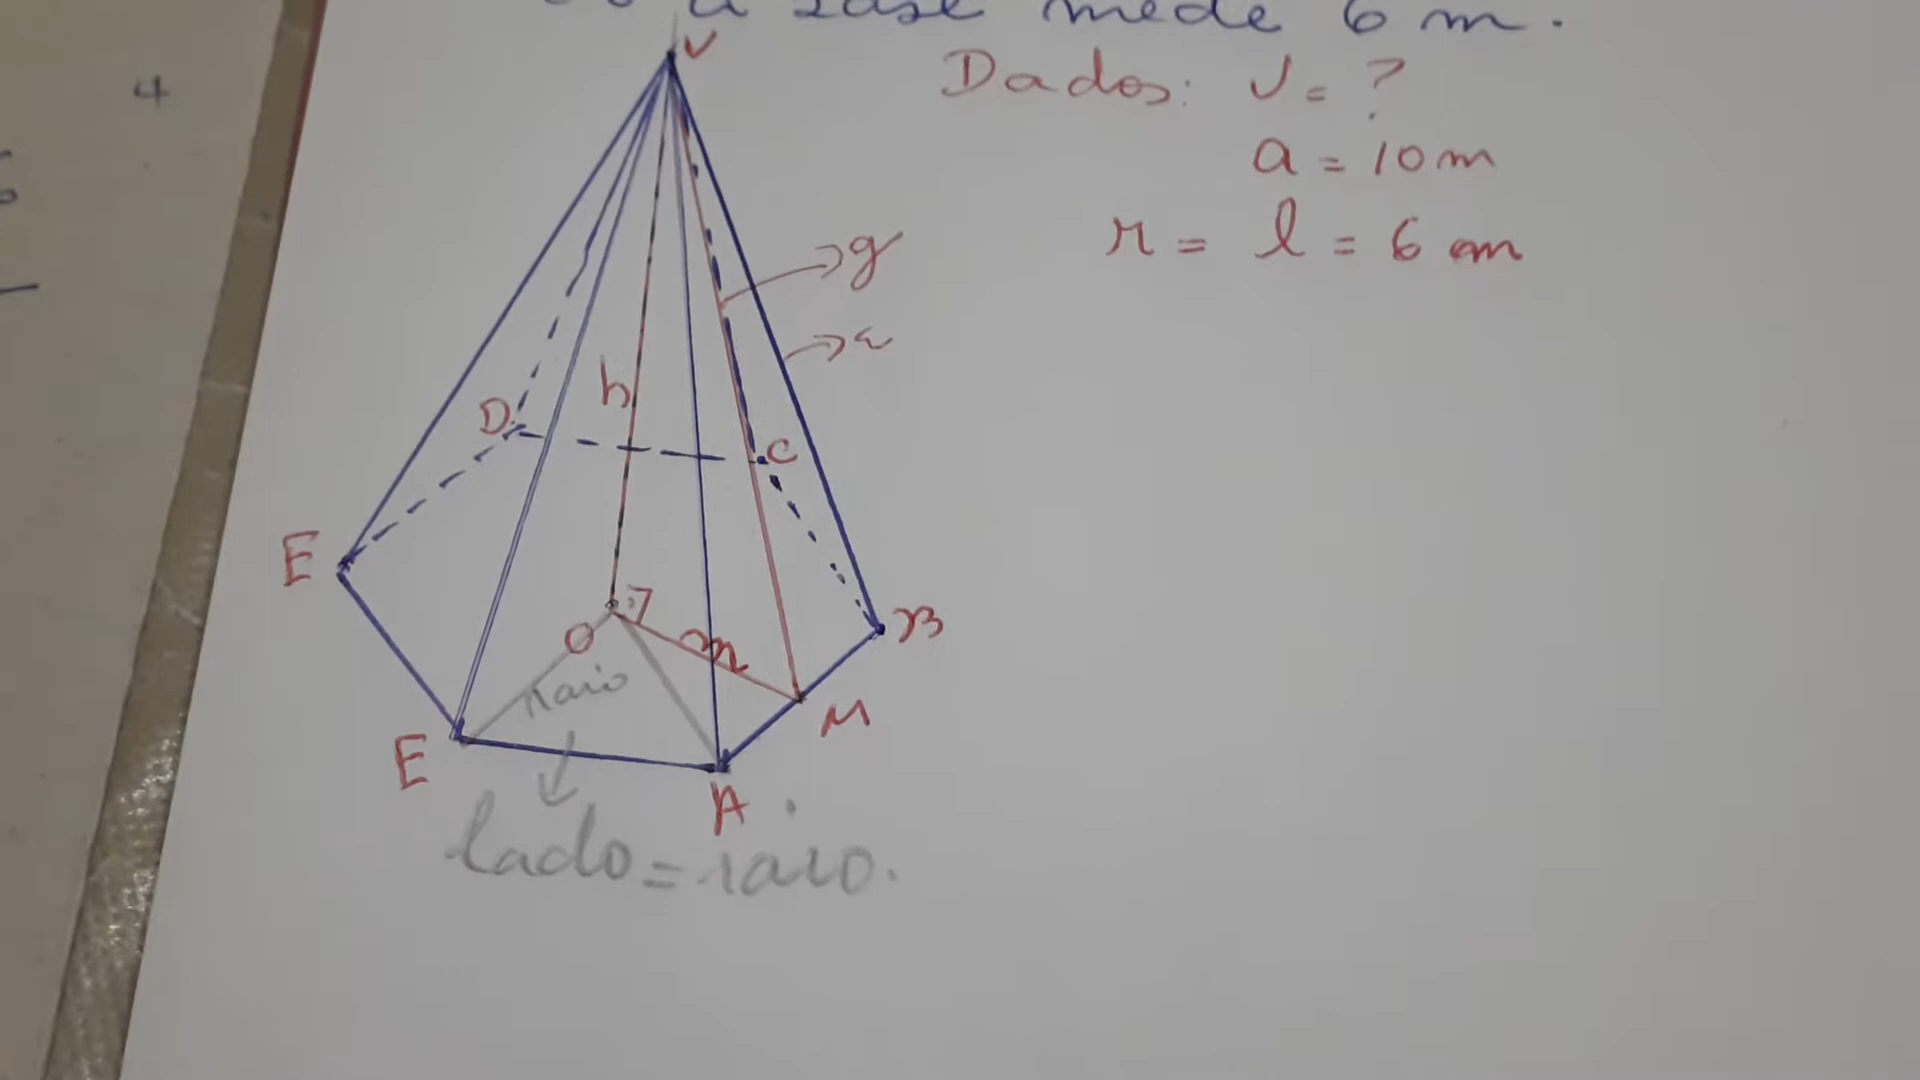 a base mede 6 m.
4
V
Dados: V = ?
a = 10 m
r = l = 6 cm
g
a
h
D
C
E
B
O
m
raio
M
E
A
lado = raio.